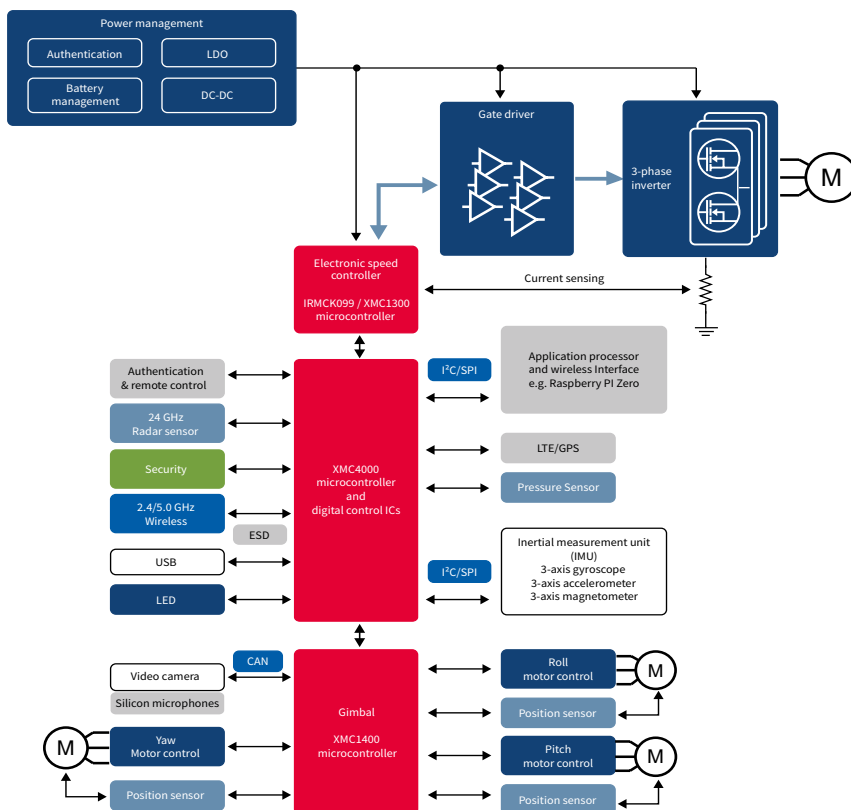 Power management
Authentication
LDO
Battery
management
DC-DC
Gate driver
3-phase
inverter
M
Electronic speed
controller
IRMCK099 / XMC1300
microcontroller
Current sensing
Authentication
& remote control
24 GHz
Radar sensor
Security
2.4/5.0 GHz
Wireless
ESD
USB
LED
XMC4000
microcontroller
and
digital control ICs
I²C/SPI
Application processor
and wireless Interface
e.g. Raspberry PI Zero
LTE/GPS
Pressure Sensor
I²C/SPI
Inertial measurement unit
(IMU)
3-axis gyroscope
3-axis accelerometer
3-axis magnetometer
CAN
Video camera
Silicon microphones
M
Yaw
Motor control
Position sensor
Gimbal
XMC1400
microcontroller
Roll
motor control
M
Position sensor
Pitch
motor control
M
Position sensor